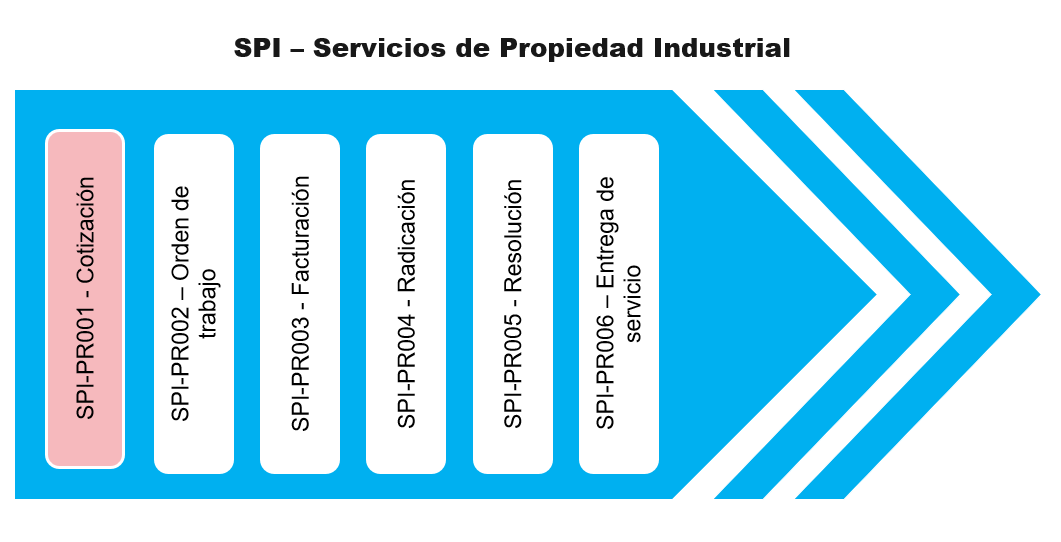 SPI – Servicios de Propiedad Industrial
SPI-PR001 - Cotización
SPI-PR002 – Orden de
trabajo
SPI-PR003 - Facturación
SPI-PR004 - Radicación
SPI-PR005 - Resolución
SPI-PR006 – Entrega de
servicio